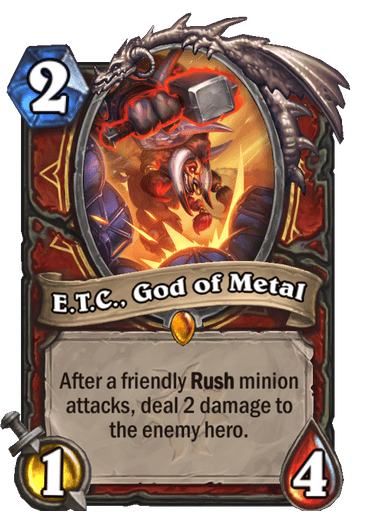 2
E.T.C., God of Metal
After a friendly Rush minion
attacks, deal 2 damage to
the enemy hero.
1
4